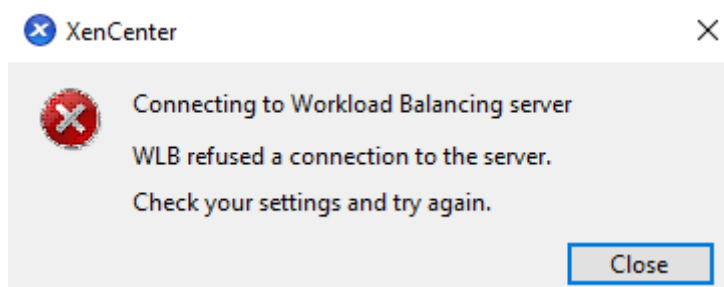 XenCenter
Connecting to Workload Balancing server
WLB refused a connection to the server.
Check your settings and try again.
Close